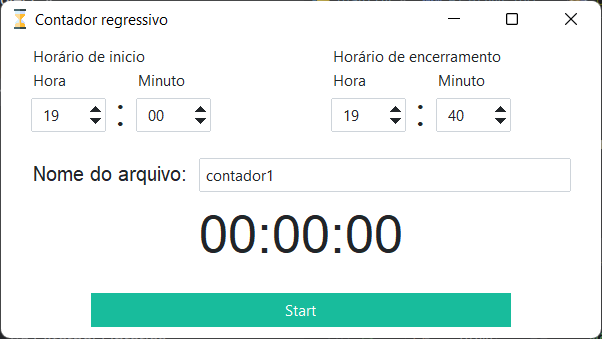 Contador regressivo
Horário de inicio Horário de encerramento
Hora Minuto Hora Minuto
19 : 00 19 : 40
Nome do arquivo: contador1
00:00:00
Start